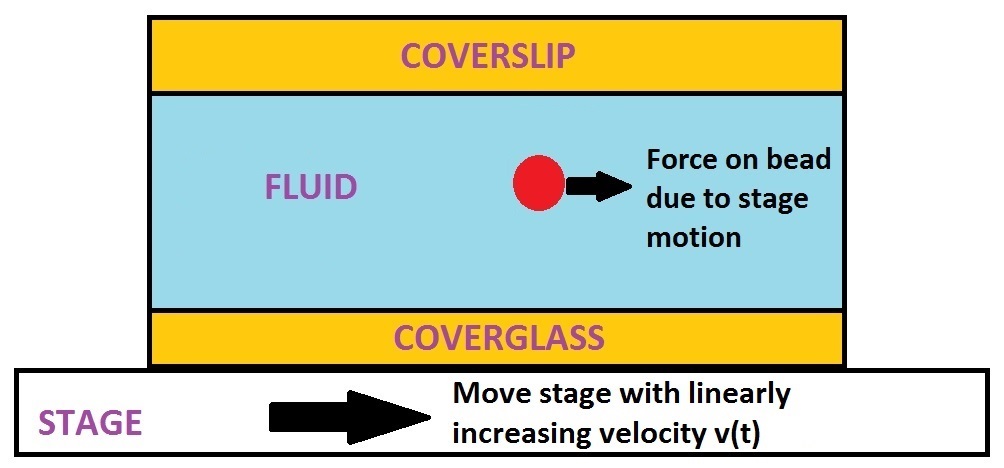 COVERSLIP
FLUID
Force on bead
due to stage
motion
COVERGLASS
STAGE
Move stage with linearly
increasing velocity v(t)